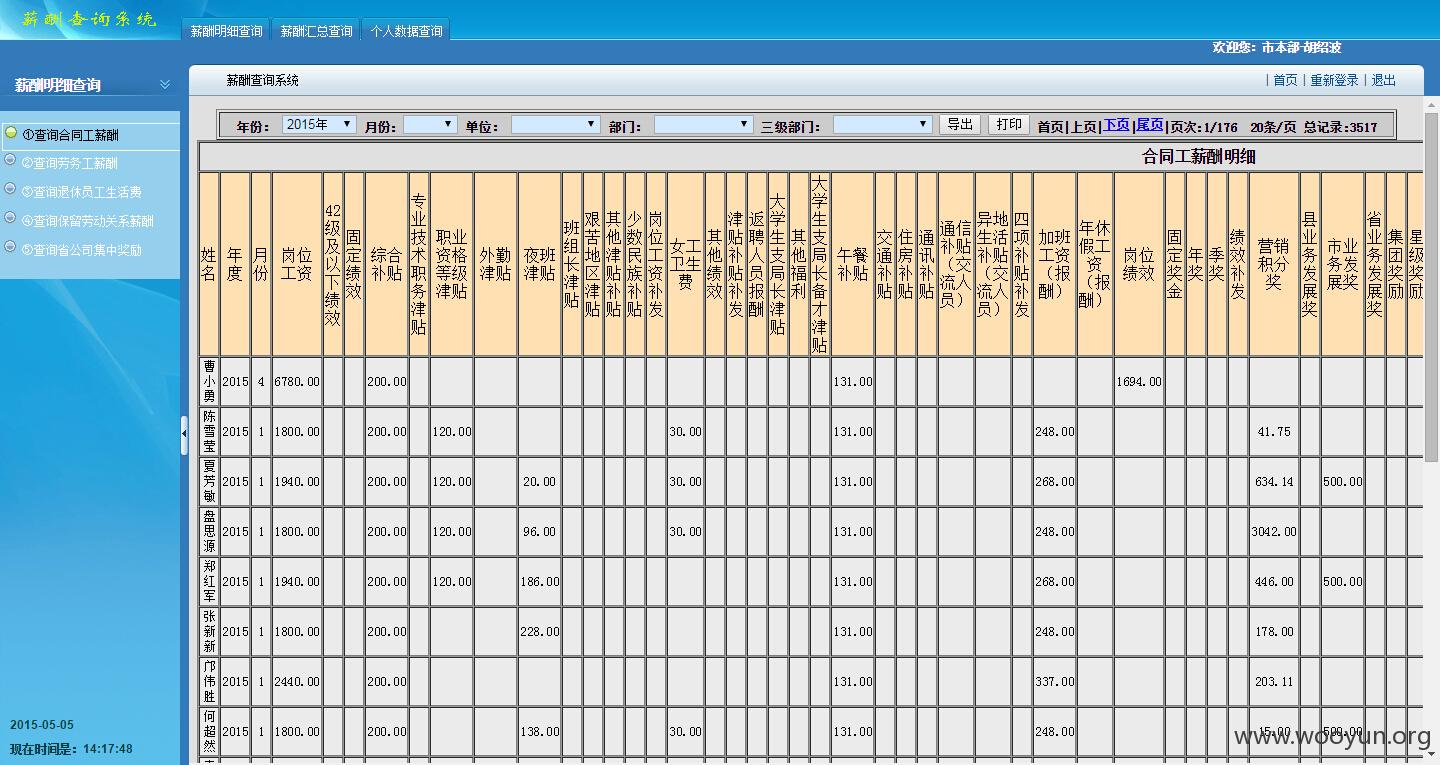 薪酬查询系统
薪酬明细查询 薪酬汇总查询 个人数据查询
欢迎您：市本部-胡绍波
薪酬明细查询
①查询合同工薪酬
②查询劳务工薪酬
③查询退休员工生活费
④查询保留劳动关系薪酬
⑤查询省公司集中奖励
2015-05-05
现在时间是：14:17:48
薪酬查询系统
|首页|重新登录|退出
年份： 2015年 月份： 单位： 部门： 三级部门： 导出 打印 首页|上页|下页|尾页|页次:1/176 20条/页 总记录:3517
合同工薪酬明细
姓名 年度 月份 岗位工资 42级及以下绩效 固定绩效 综合补贴 专业技术职务津贴 职业资格等级津贴 外勤津贴 夜班津贴 班组长津贴 艰苦地区津贴 其他津贴补贴 少数民族补贴 岗位工资补发 女工卫生费 其他绩效 津贴补贴补发 返聘人员报酬 大学生支局长津贴 其他福利 大学生支局长备才津贴 午餐补贴 交通补贴 住房补贴 通讯补贴 通信补贴（交流人员） 异地生活补贴（交流人员） 四项补贴补发 加班工资（报酬） 年休假工资（报酬） 岗位绩效 固定奖金 年奖 季奖 绩效补发 营销积分奖 县业务发展奖 市业务发展奖 省业务发展奖 集团奖励 星级奖励
曹小勇 2015 4 6780.00 200.00 131.00 1694.00
陈雪莹 2015 1 1800.00 200.00 120.00 30.00 131.00 248.00 41.75
夏芳敏 2015 1 1940.00 200.00 120.00 20.00 30.00 131.00 268.00 634.14 500.00
盘思源 2015 1 1800.00 200.00 120.00 96.00 30.00 131.00 248.00 3042.00
郑红军 2015 1 1940.00 200.00 120.00 186.00 131.00 268.00 446.00 500.00
张新新 2015 1 1800.00 200.00 228.00 131.00 248.00 178.00
邝伟胜 2015 1 2440.00 200.00 131.00 337.00 203.11
何超然 2015 1 1800.00 200.00 138.00 30.00 131.00 248.00 15.00 500.00
www.wooyun.org